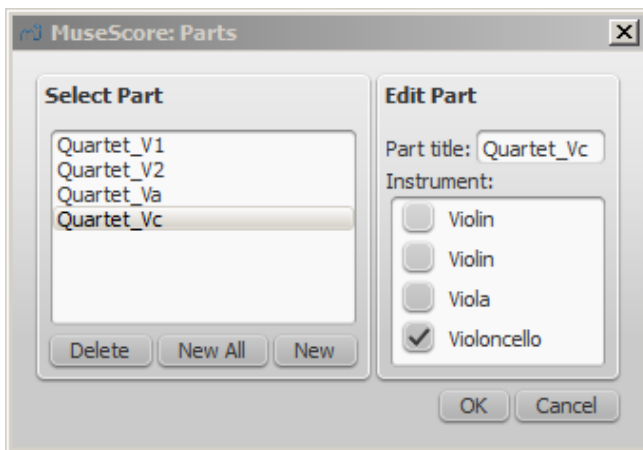 MuseScore: Parts
Select Part
Quartet_V1
Quartet_V2
Quartet_Va
Quartet_Vc
Delete New All New
Edit Part
Part title: Quartet_Vc
Instrument:
Violin
Violin
Viola
Violoncello
OK Cancel